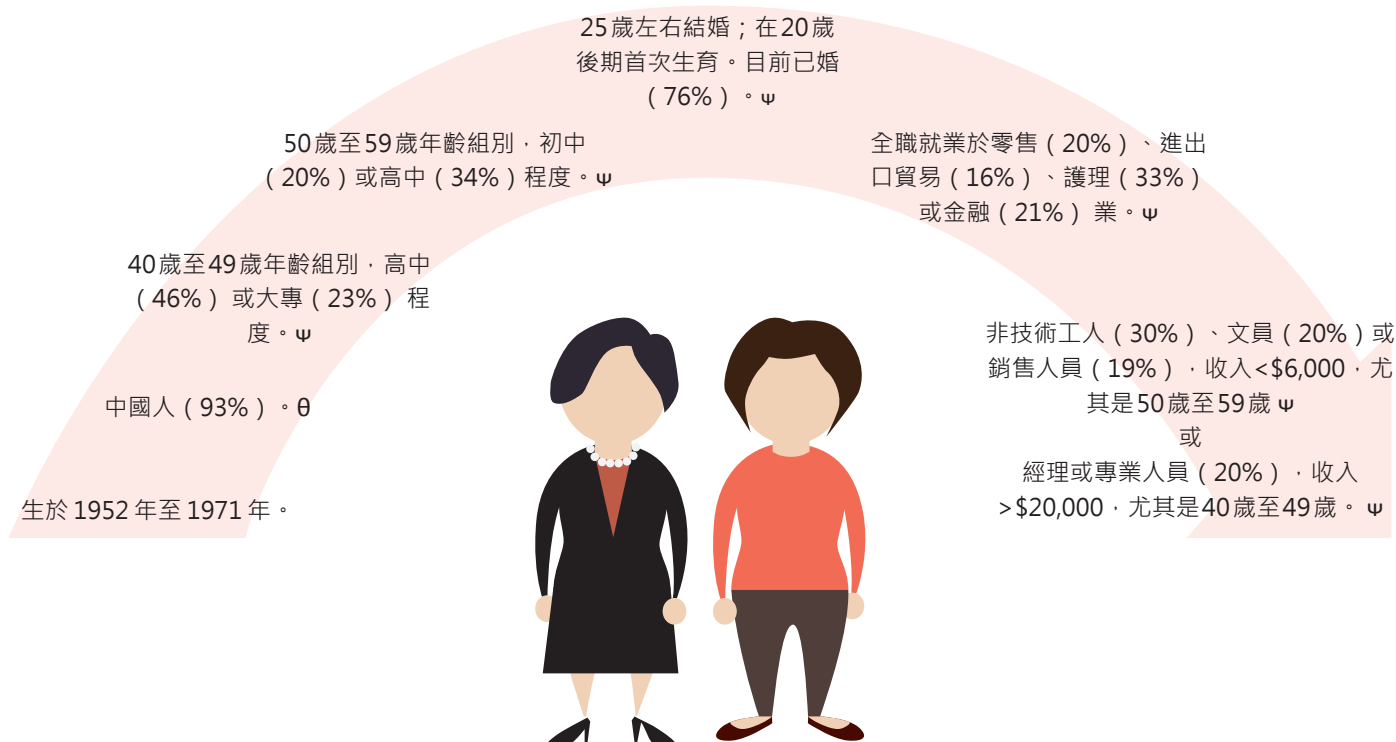 25歲左右結婚；在20歲
後期首次生育。目前已婚
（76%）。ψ
50歲至59歲年齡組別，初中
（20%）或高中（34%）程度。ψ
全職就業於零售（20%）、進出
口貿易（16%）、護理（33%）
或金融（21%）業。ψ
40歲至49歲年齡組別，高中
（46%）或大專（23%）程
度。ψ
非技術工人（30%）、文員（20%）或
銷售人員（19%），收入<$6,000，尤
其是50歲至59歲 ψ
或
經理或專業人員（20%），收入
>$20,000，尤其是40歲至49歲。ψ
中國人（93%）。θ
生於 1952 年至 1971 年。